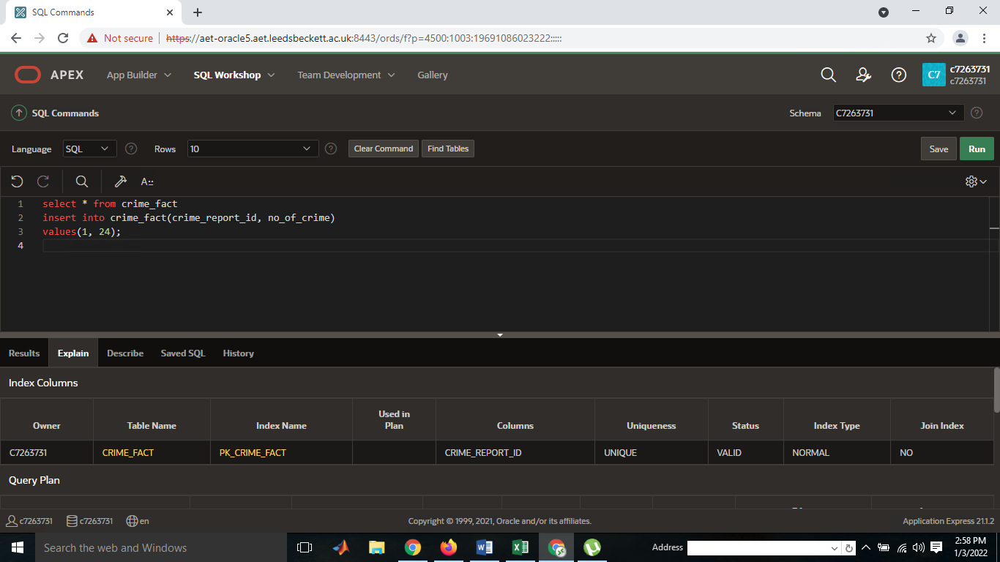 SQL Commands
Not secure
https://aet-oracle5.aet.leedsbeckett.ac.uk:8443/ords/f?p=4500:1003:19691086023222:::::
APEX App Builder SQL Workshop Team Development Gallery
C7 c7263731
c7263731
SQL Commands Schema C7263731
Language SQL Rows 10 Clear Command Find Tables Save Run
A::
1 select * from crime_fact
2 insert into crime_fact(crime_report_id, no_of_crime)
3 values(1, 24);
4
Results Explain Describe Saved SQL History
Index Columns
Owner Table Name Index Name Used in Plan Columns Uniqueness Status Index Type Join Index
C7263731 CRIME_FACT PK_CRIME_FACT CRIME_REPORT_ID UNIQUE VALID NORMAL NO
Query Plan
c7263731 c7263731 en Copyright © 1999, 2021, Oracle and/or its affiliates. Application Express 21.1.2
Search the web and Windows Address 2:58 PM
1/3/2022